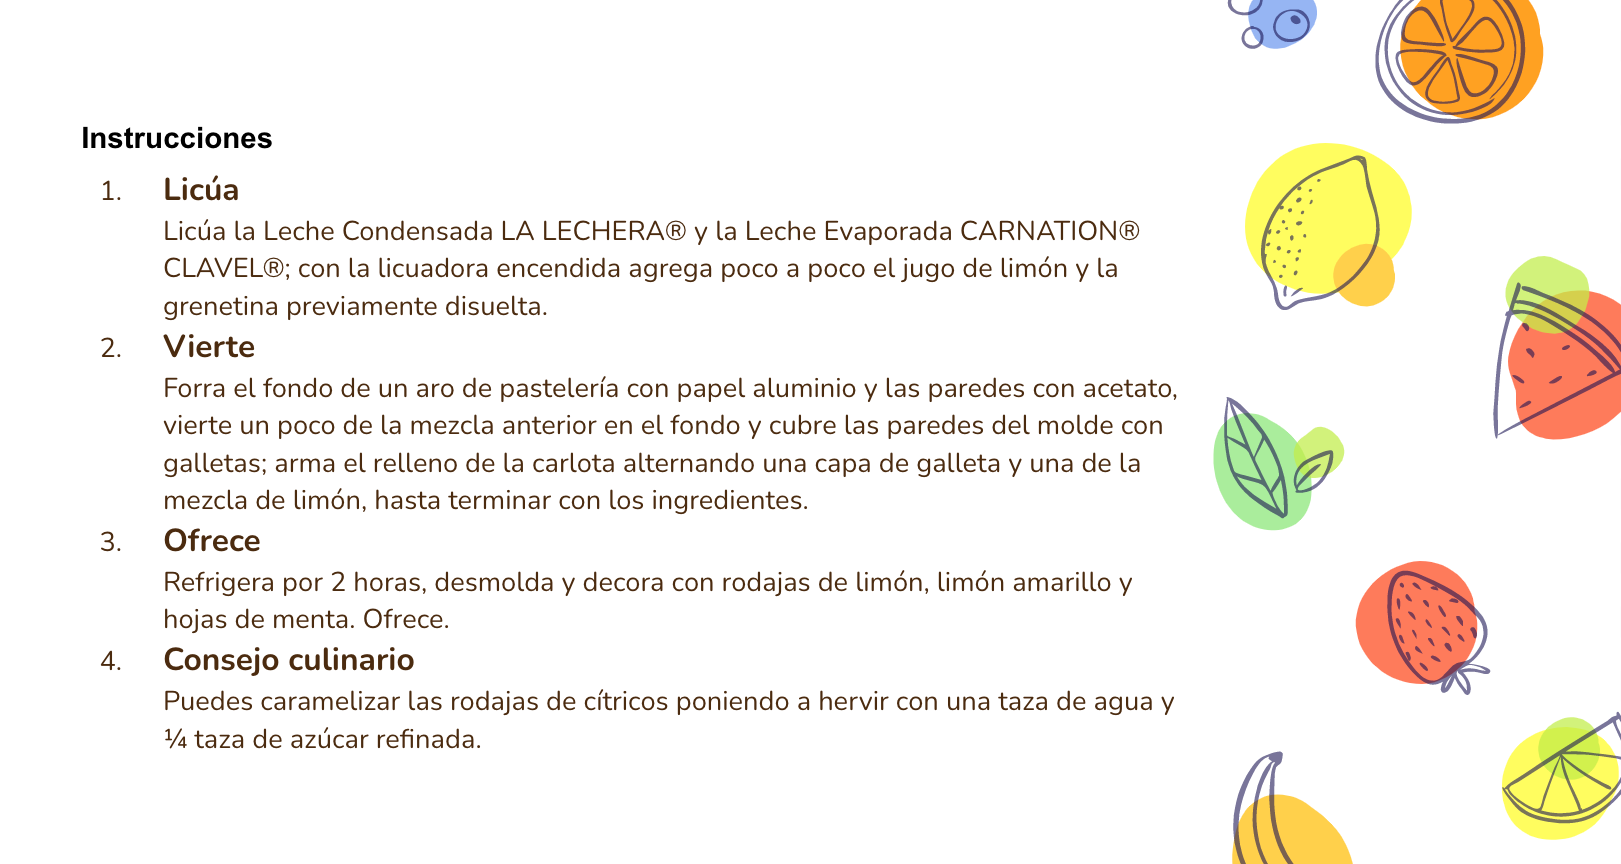 Instrucciones
1. Licúa
Licúa la Leche Condensada LA LECHERA® y la Leche Evaporada CARNATION®
CLAVEL®; con la licuadora encendida agrega poco a poco el jugo de limón y la
grenetina previamente disuelta.
2. Vierte
Forra el fondo de un aro de pastelería con papel aluminio y las paredes con acetato,
vierte un poco de la mezcla anterior en el fondo y cubre las paredes del molde con
galletas; arma el relleno de la carlota alternando una capa de galleta y una de la
mezcla de limón, hasta terminar con los ingredientes.
3. Ofrece
Refrigera por 2 horas, desmolda y decora con rodajas de limón, limón amarillo y
hojas de menta. Ofrece.
4. Consejo culinario
Puedes caramelizar las rodajas de cítricos poniendo a hervir con una taza de agua y
¼ taza de azúcar refinada.